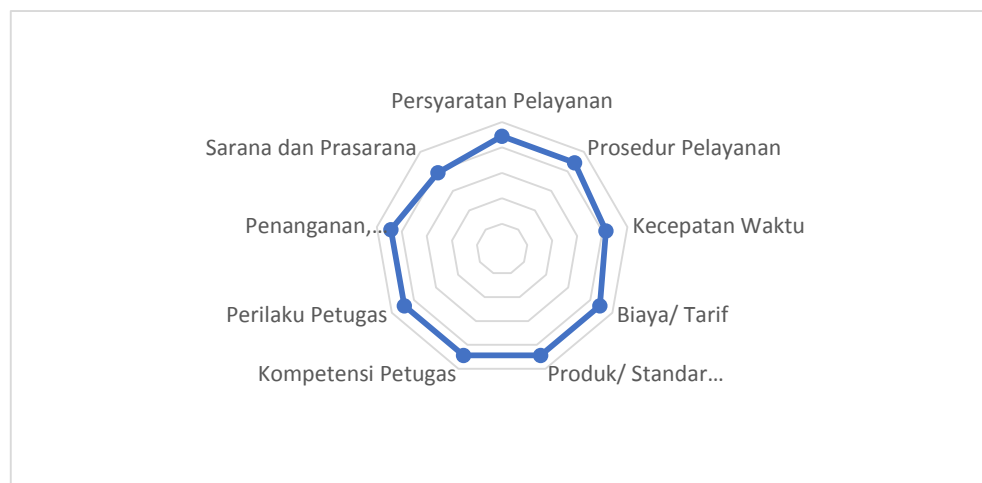 Persyaratan Pelayanan
Prosedur Pelayanan
Kecepatan Waktu
Biaya/ Tarif
Produk/ Standar...
Kompetensi Petugas
Perilaku Petugas
Penanganan,...
Sarana dan Prasarana